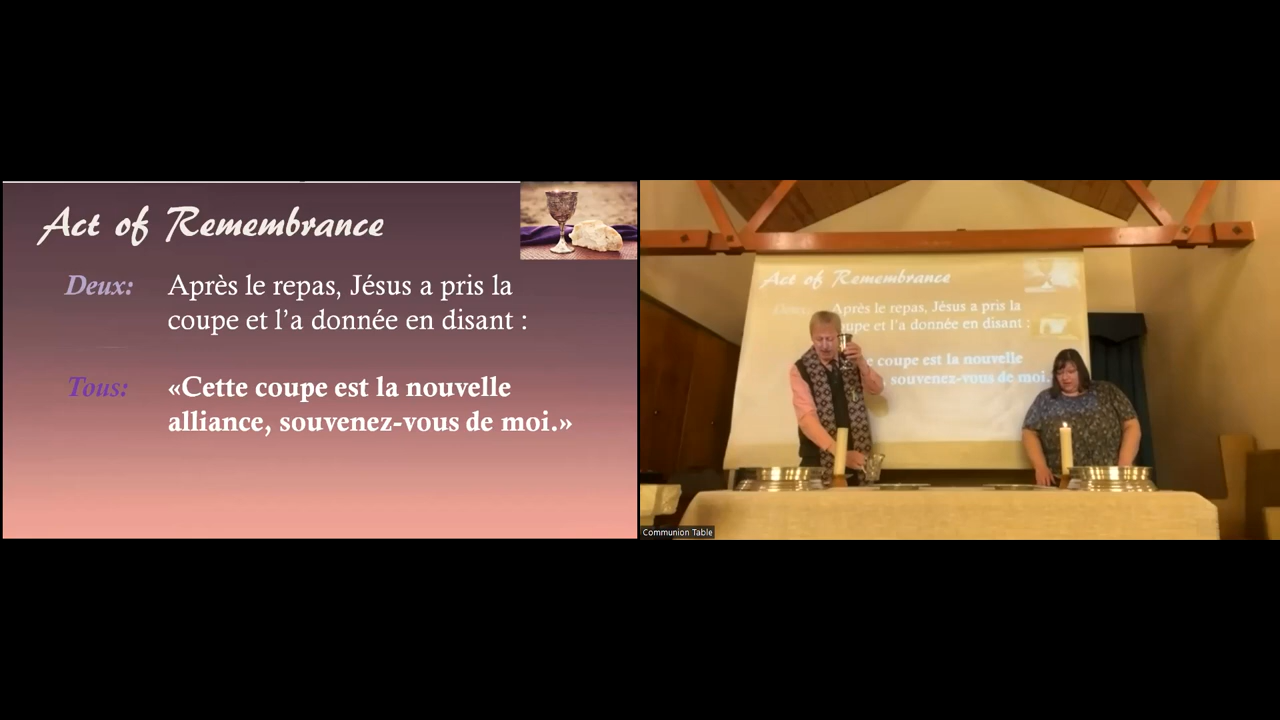 Act of Remembrance
Deux: Après le repas, Jésus a pris la
coupe et l’a donnée en disant :
Tous: «Cette coupe est la nouvelle
alliance, souvenez-vous de moi.»
Act of Remembrance
Deux: Après le repas, Jésus a pris la
coupe et l’a donnée en disant :
coupe est la nouvelle
souvenez-vous de moi.
Communion Table